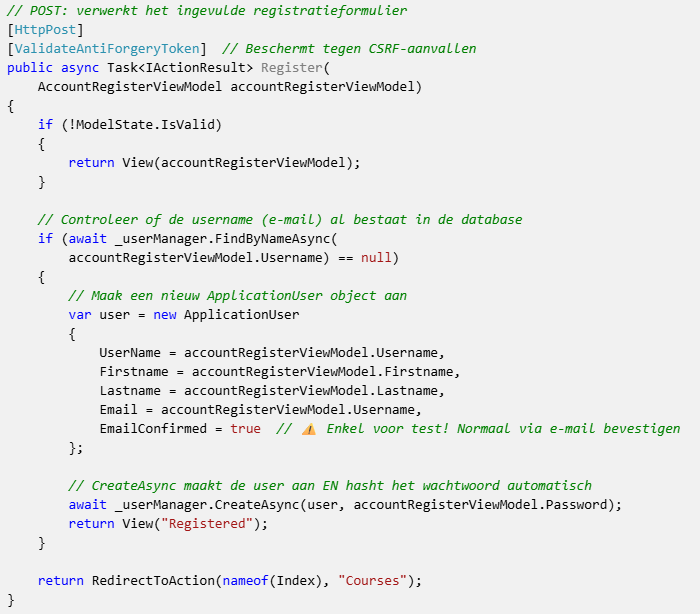 // POST: verwerkt het ingevulde registratieformulier
[HttpPost]
[ValidateAntiForgeryToken]  // Beschermt tegen CSRF-aanvallen
public async Task<IActionResult> Register(
    AccountRegisterViewModel accountRegisterViewModel)
{
    if (!ModelState.IsValid)
    {
        return View(accountRegisterViewModel);
    }

    // Controleer of de username (e-mail) al bestaat in de database
    if (await _userManager.FindByNameAsync(
        accountRegisterViewModel.Username) == null)
    {
        // Maak een nieuw ApplicationUser object aan
        var user = new ApplicationUser
        {
            UserName = accountRegisterViewModel.Username,
            Firstname = accountRegisterViewModel.Firstname,
            Lastname = accountRegisterViewModel.Lastname,
            Email = accountRegisterViewModel.Username,
            EmailConfirmed = true  // ⚠️ Enkel voor test! Normaal via e-mail bevestigen
        };

        // CreateAsync maakt de user aan EN hasht het wachtwoord automatisch
        await _userManager.CreateAsync(user, accountRegisterViewModel.Password);
        return View("Registered");
    }

    return RedirectToAction(nameof(Index), "Courses");
}